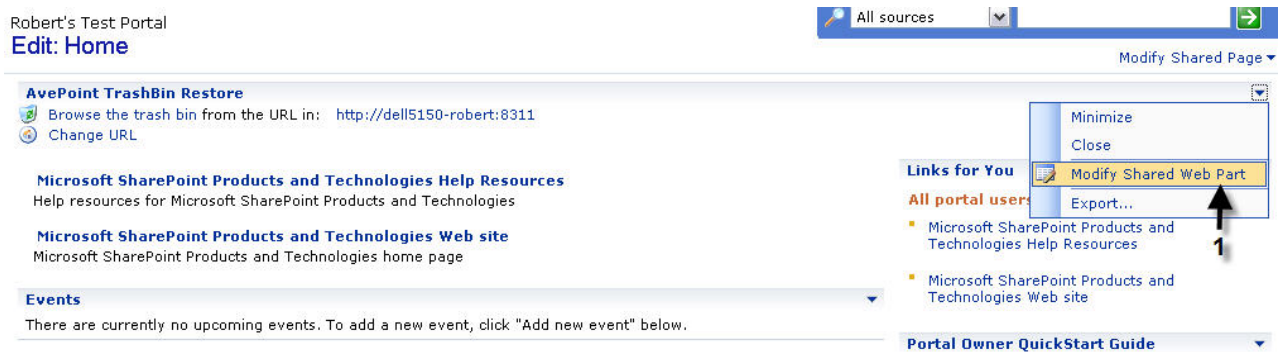 Robert's Test Portal
Edit: Home
All sources
Modify Shared Page
AvePoint TrashBin Restore
Browse the trash bin from the URL in: http://dell5150-robert:8311
Change URL
Minimize
Close
Modify Shared Web Part
Export...
1
Microsoft SharePoint Products and Technologies Help Resources
Help resources for Microsoft SharePoint Products and Technologies
Microsoft SharePoint Products and Technologies Web site
Microsoft SharePoint Products and Technologies home page
Events
There are currently no upcoming events. To add a new event, click "Add new event" below.
Links for You
All portal users
Microsoft SharePoint Products and
Technologies Help Resources
Microsoft SharePoint Products and
Technologies Web site
Portal Owner QuickStart Guide